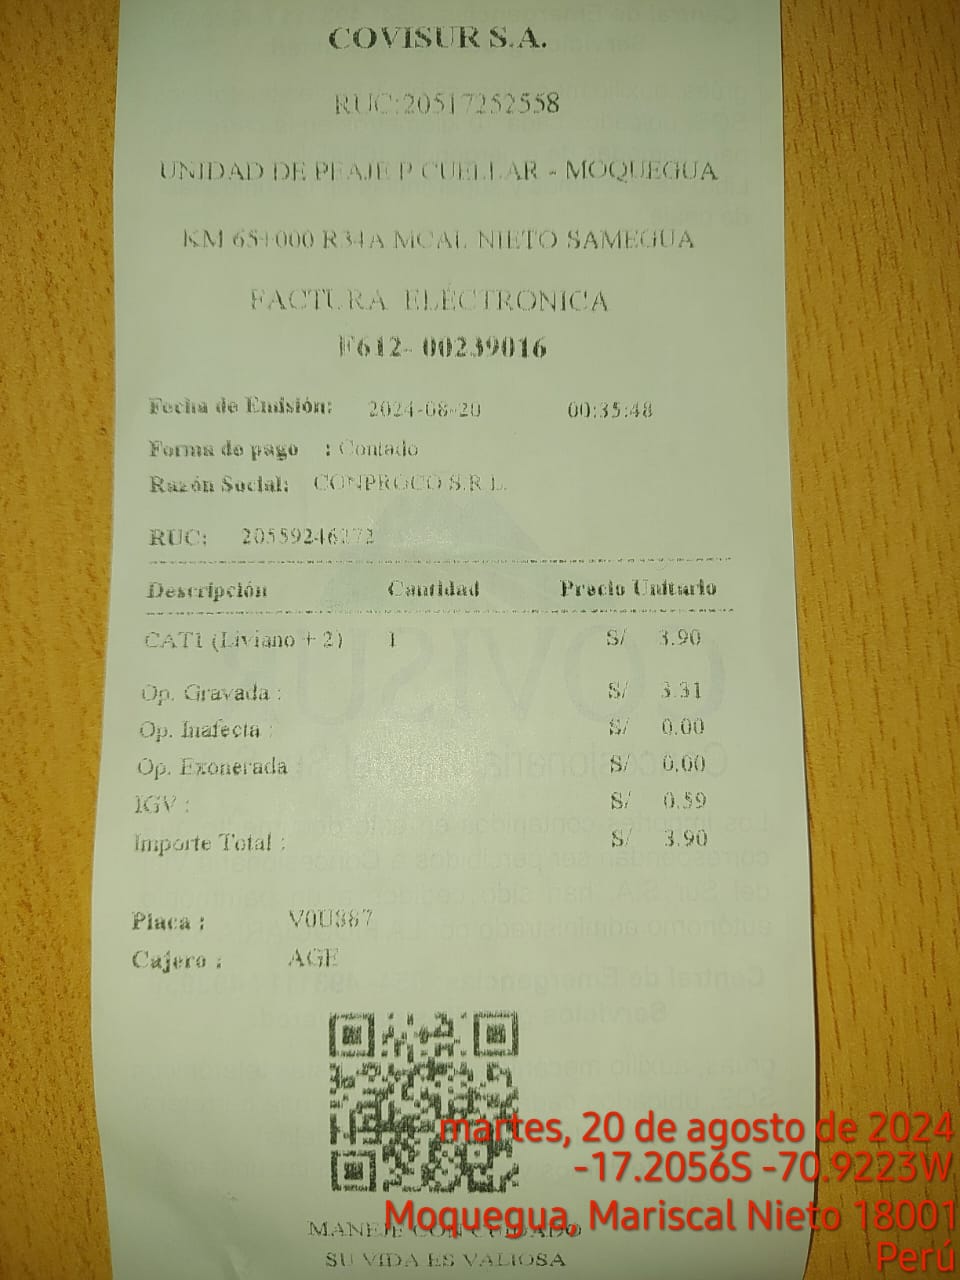 COVISUR S.A.
RUC:20517252558
UNIDAD DE PEAJE P CUELLAR - MOQUEGUA
KM 65+000 R34A MCAL NIETO SAMEGUA
FACTURA ELECTRONICA
F612- 00239016
Fecha de Emisión: 2024-08-20 00:35:48
Forma de pago : Contado
Razón Social: CONPROCO S.R.L.
RUC:
Descripción Cantidad Precio Unitario
CAT1 (Liviano + 2) 1 S/ 3.90
Op. Gravada : S/ 3.31
Op. Inafecta : S/ 0.00
Op. Exonerada S/ 0.00
IGV : S/ 0.59
Importe Total : S/ 3.90
Placa : V0U887
Cajero : AGE
MANEJE CON CUIDADO
SU VIDA ES VALIOSA
martes, 20 de agosto de 2024
-17.2056S -70.9223W
Moquegua, Mariscal Nieto 18001
Perú